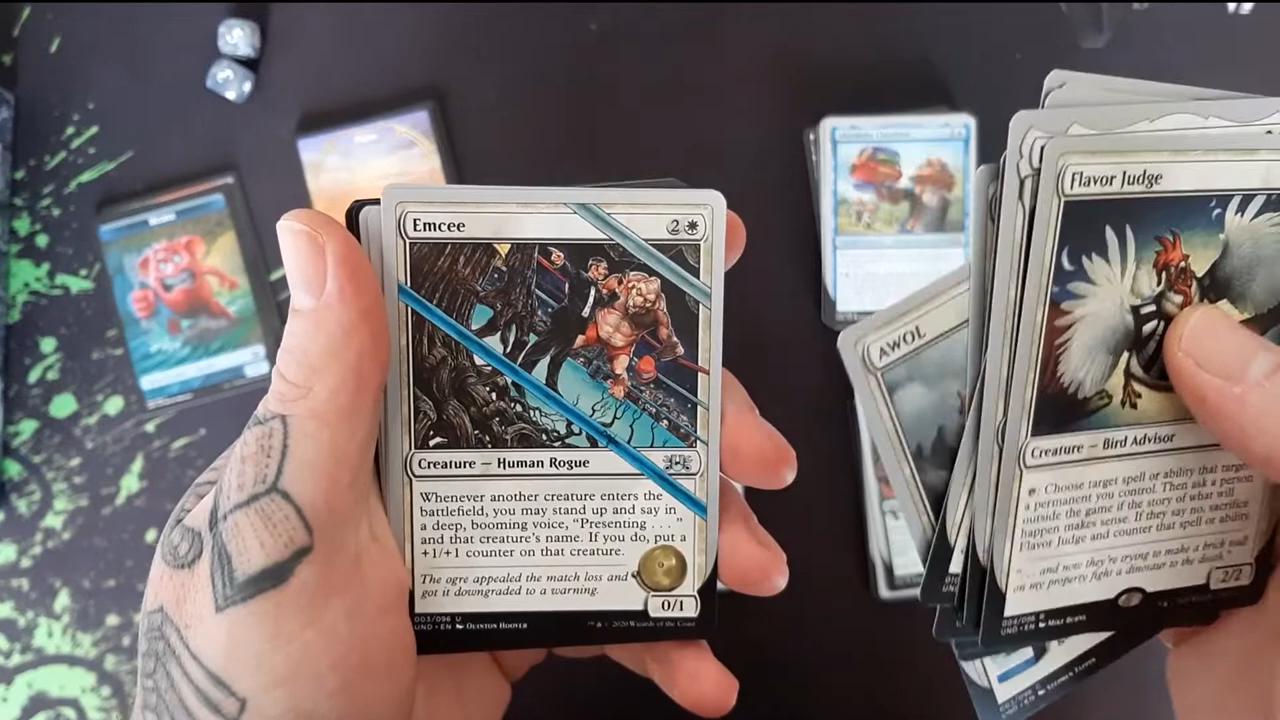 Emcee
2
Creature — Human Rogue
Whenever another creature enters the
battlefield, you may stand up and say in
a deep, booming voice, “Presenting . . . ”
and that creature's name. If you do, put a
+1/+1 counter on that creature.
The ogre appealed the match loss and
got it downgraded to a warning.
0/1
003/096 U
UND • EN Quinton Hoover
™ & © 2020 Wizards of the Coast
AWOL
Flavor Judge
Creature — Bird Advisor
: Choose target spell or ability that target
a permanent you control. Then ask a person
outside the game if the story of what will
happen makes sense. If they say no, sacrifice
Flavor Judge and counter that spell or ability
“. . . and now they're trying to make a brick wall
on my property fight a dinosaur to the death.”
2/2
004/096 R
UND • EN